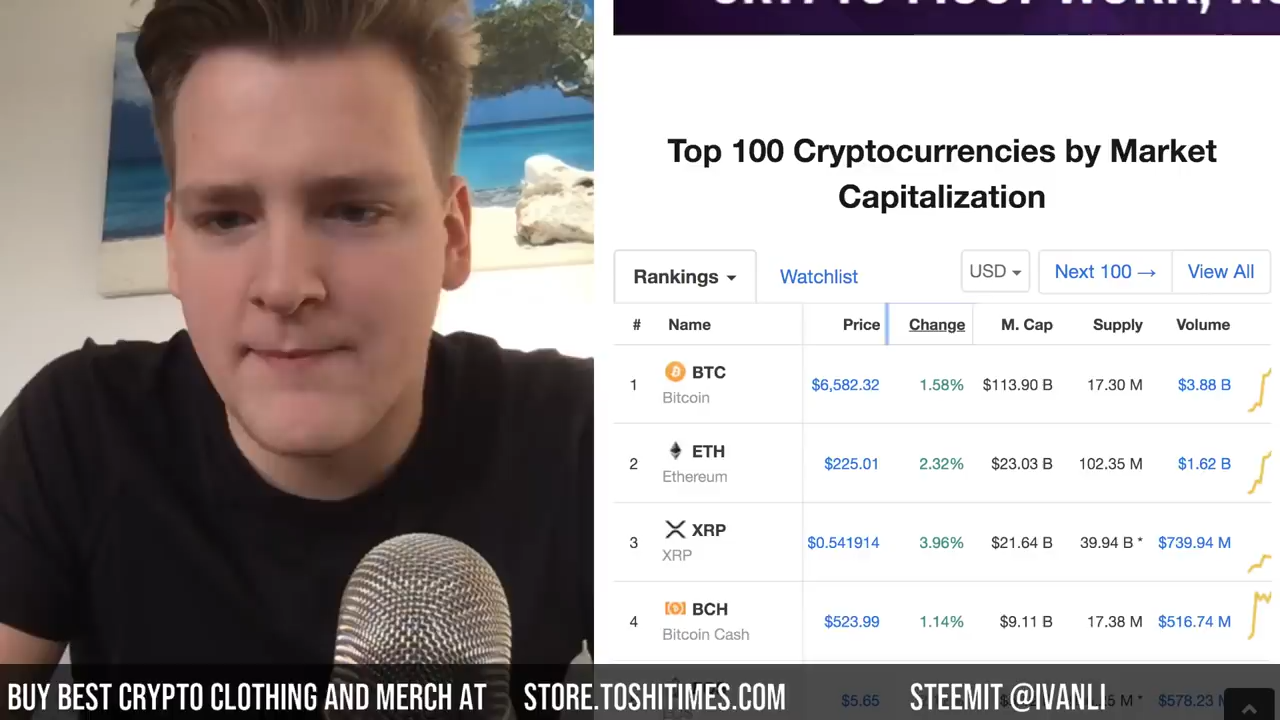 Top 100 Cryptocurrencies by Market
Capitalization
Rankings
Watchlist
USD
Next 100 →
View All
# Name Price Change M. Cap Supply Volume
1 BTC $6,582.32 1.58% $113.90 B 17.30 M $3.88 B
Bitcoin
2 ETH $225.01 2.32% $23.03 B 102.35 M $1.62 B
Ethereum
3 XRP $0.541914 3.96% $21.64 B 39.94 B * $739.94 M
XRP
4 BCH $523.99 1.14% $9.11 B 17.38 M $516.74 M
Bitcoin Cash
$5.65 $578.23 M
BUY BEST CRYPTO CLOTHING AND MERCH AT STORE.TOSHITIMES.COM STEEMIT @IVANLI